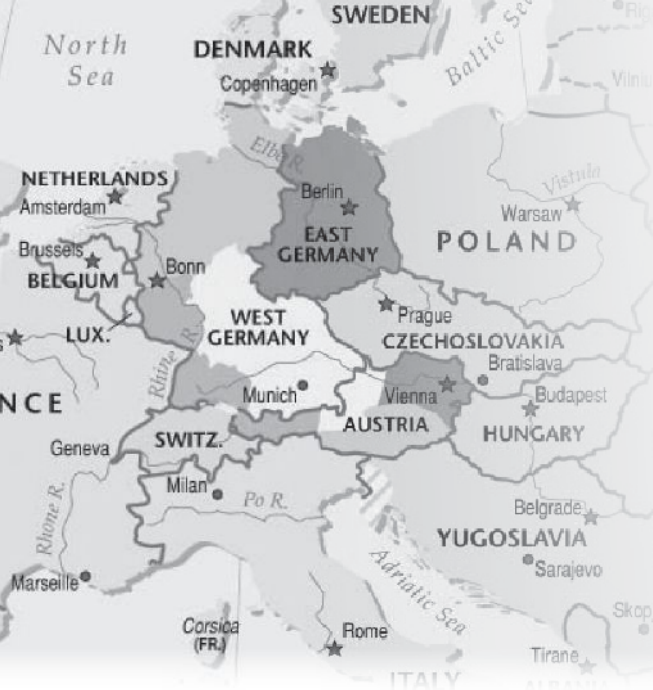 SWEDEN
North
Sea
DENMARK
Copenhagen
Baltic
Elbe R.
NETHERLANDS
Amsterdam
Berlin
Vistula
Warsaw
EAST
GERMANY
POLAND
Brussels
BELGIUM
Bonn
WEST
GERMANY
Prague
LUX.
CZECHOSLOVAKIA
Bratislava
Rhine R.
Munich
Vienna
Budapest
NCE
AUSTRIA
HUNGARY
SWITZ.
Geneva
Milan
Po R.
Rhone R.
Belgrade
YUGOSLAVIA
Sarajevo
Adriatic Sea
Marseille
Corsica
(FR.)
Rome
Skop
Tirane
ITALY